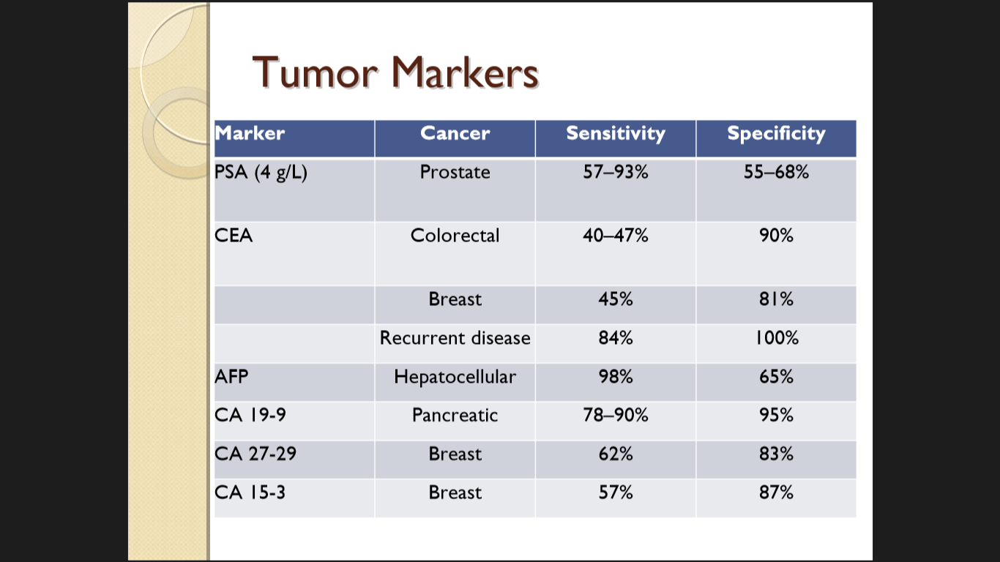 Tumor Markers
Marker Cancer Sensitivity Specificity
PSA (4 g/L) Prostate 57–93% 55–68%
CEA Colorectal 40–47% 90%
Breast 45% 81%
Recurrent disease 84% 100%
AFP Hepatocellular 98% 65%
CA 19-9 Pancreatic 78–90% 95%
CA 27-29 Breast 62% 83%
CA 15-3 Breast 57% 87%